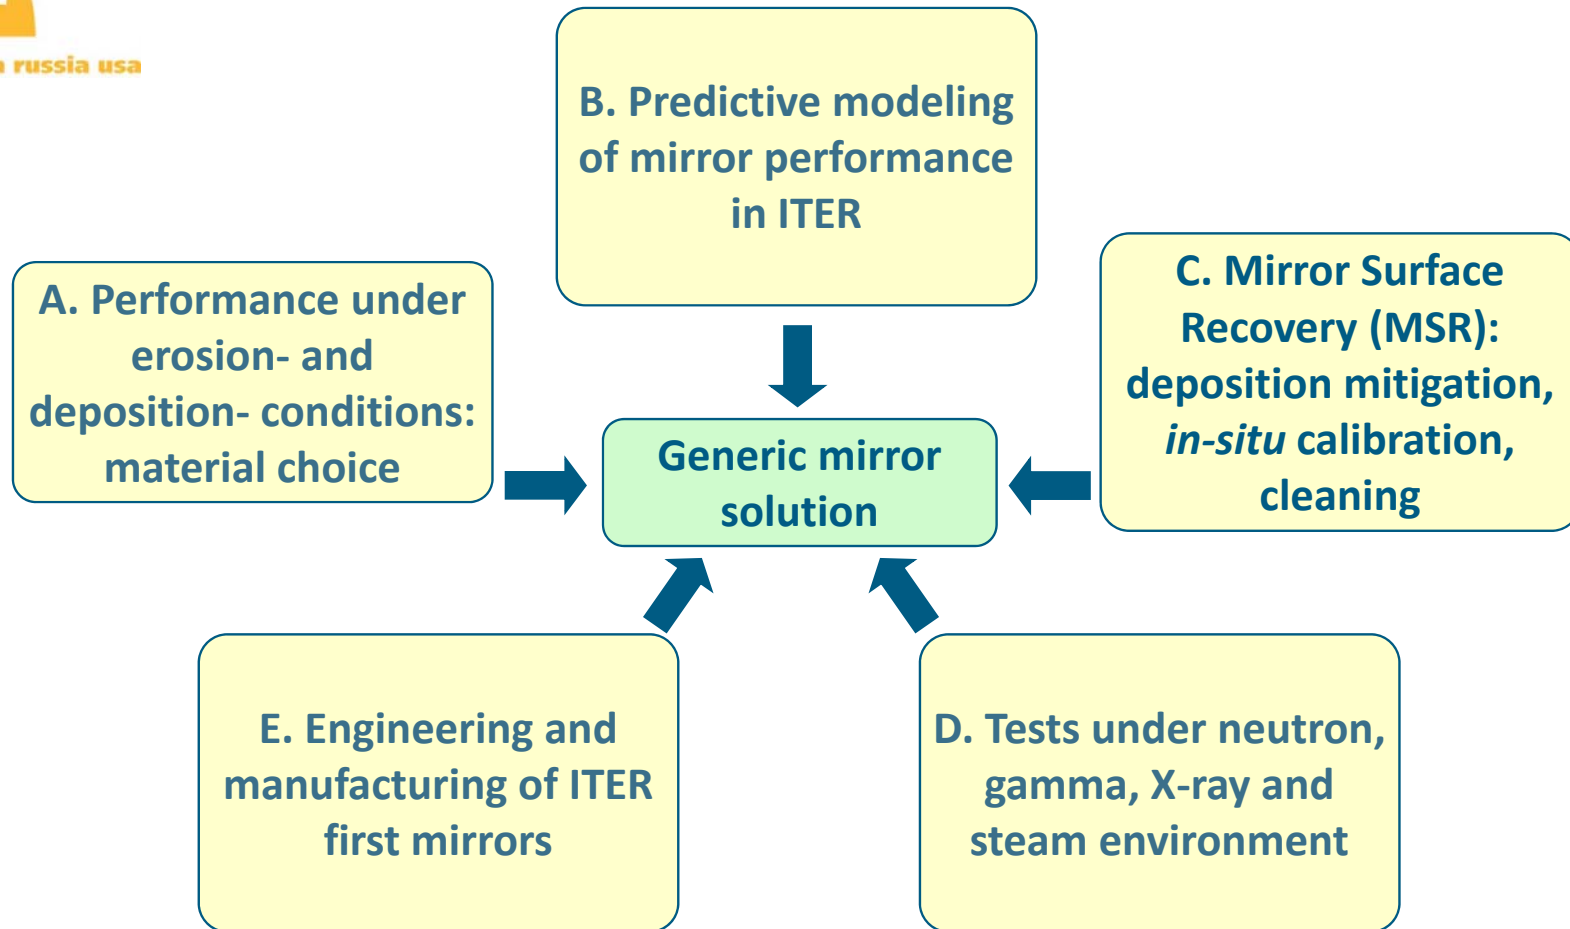 russia usa
B. Predictive modeling
of mirror performance
in ITER
A. Performance under
erosion- and
deposition- conditions:
material choice
C. Mirror Surface
Recovery (MSR):
deposition mitigation,
in-situ calibration,
cleaning
Generic mirror
solution
E. Engineering and
manufacturing of ITER
first mirrors
D. Tests under neutron,
gamma, X-ray and
steam environment